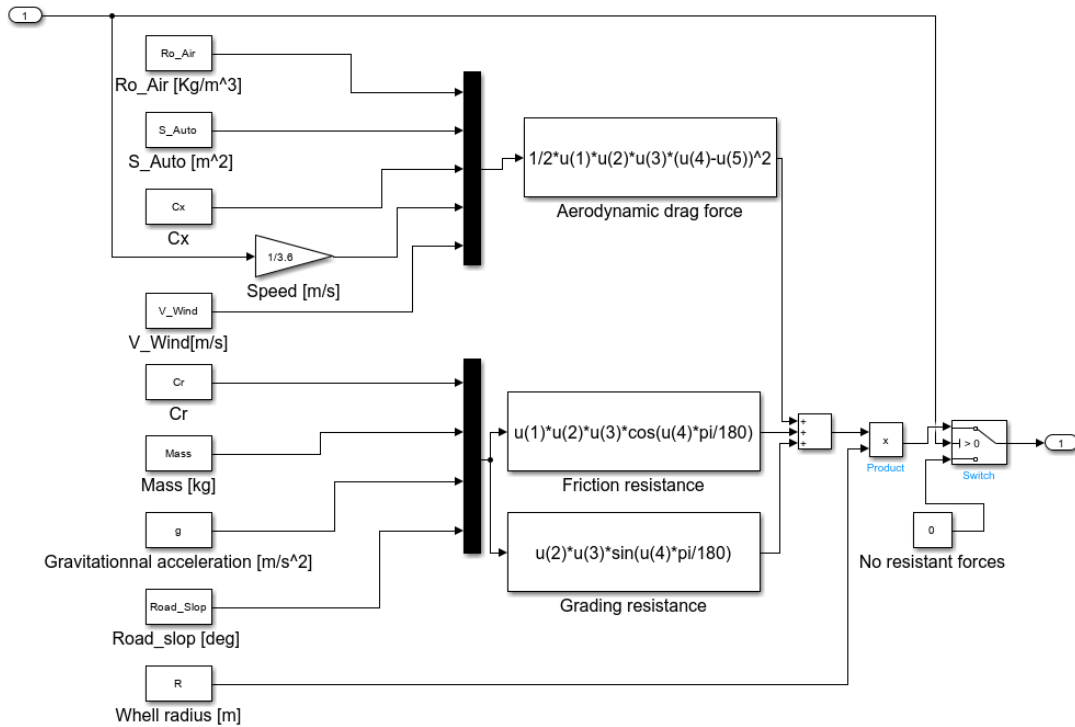 1
Ro_Air
Ro_Air [Kg/m^3]
S_Auto
S_Auto [m^2]
Cx
Cx
1/3.6
Speed [m/s]
V_Wind
V_Wind[m/s]
1/2*u(1)*u(2)*u(3)*(u(4)-u(5))^2
Aerodynamic drag force
Cr
Cr
Mass
Mass [kg]
g
Gravitationnal acceleration [m/s^2]
Road_Slop
Road_slop [deg]
R
Whell radius [m]
u(1)*u(2)*u(3)*cos(u(4)*pi/180)
Friction resistance
u(2)*u(3)*sin(u(4)*pi/180)
Grading resistance
+
+
+
x
Product
> 0
Switch
0
No resistant forces
1